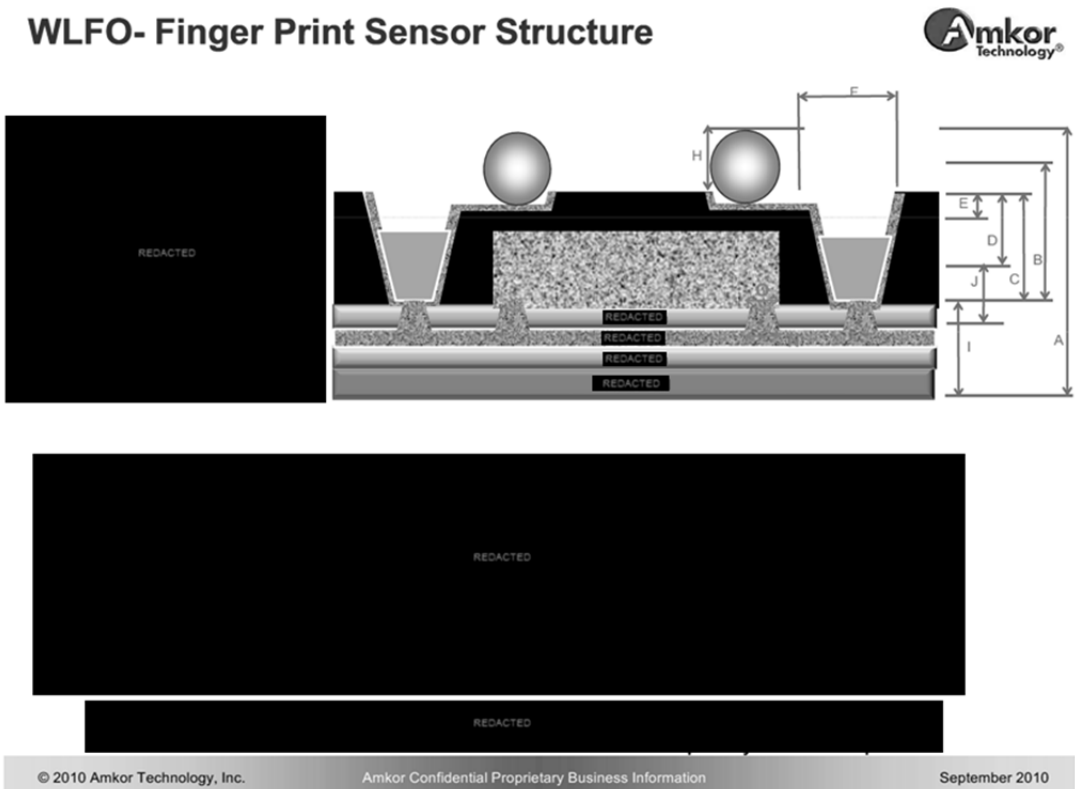 WLFO- Finger Print Sensor Structure
Amkor
Technology®
F
H
E
D
B
C
J
I
A
G
REDACTED
REDACTED
REDACTED
REDACTED
REDACTED
REDACTED
REDACTED
© 2010 Amkor Technology, Inc.
Amkor Confidential Proprietary Business Information
September 2010